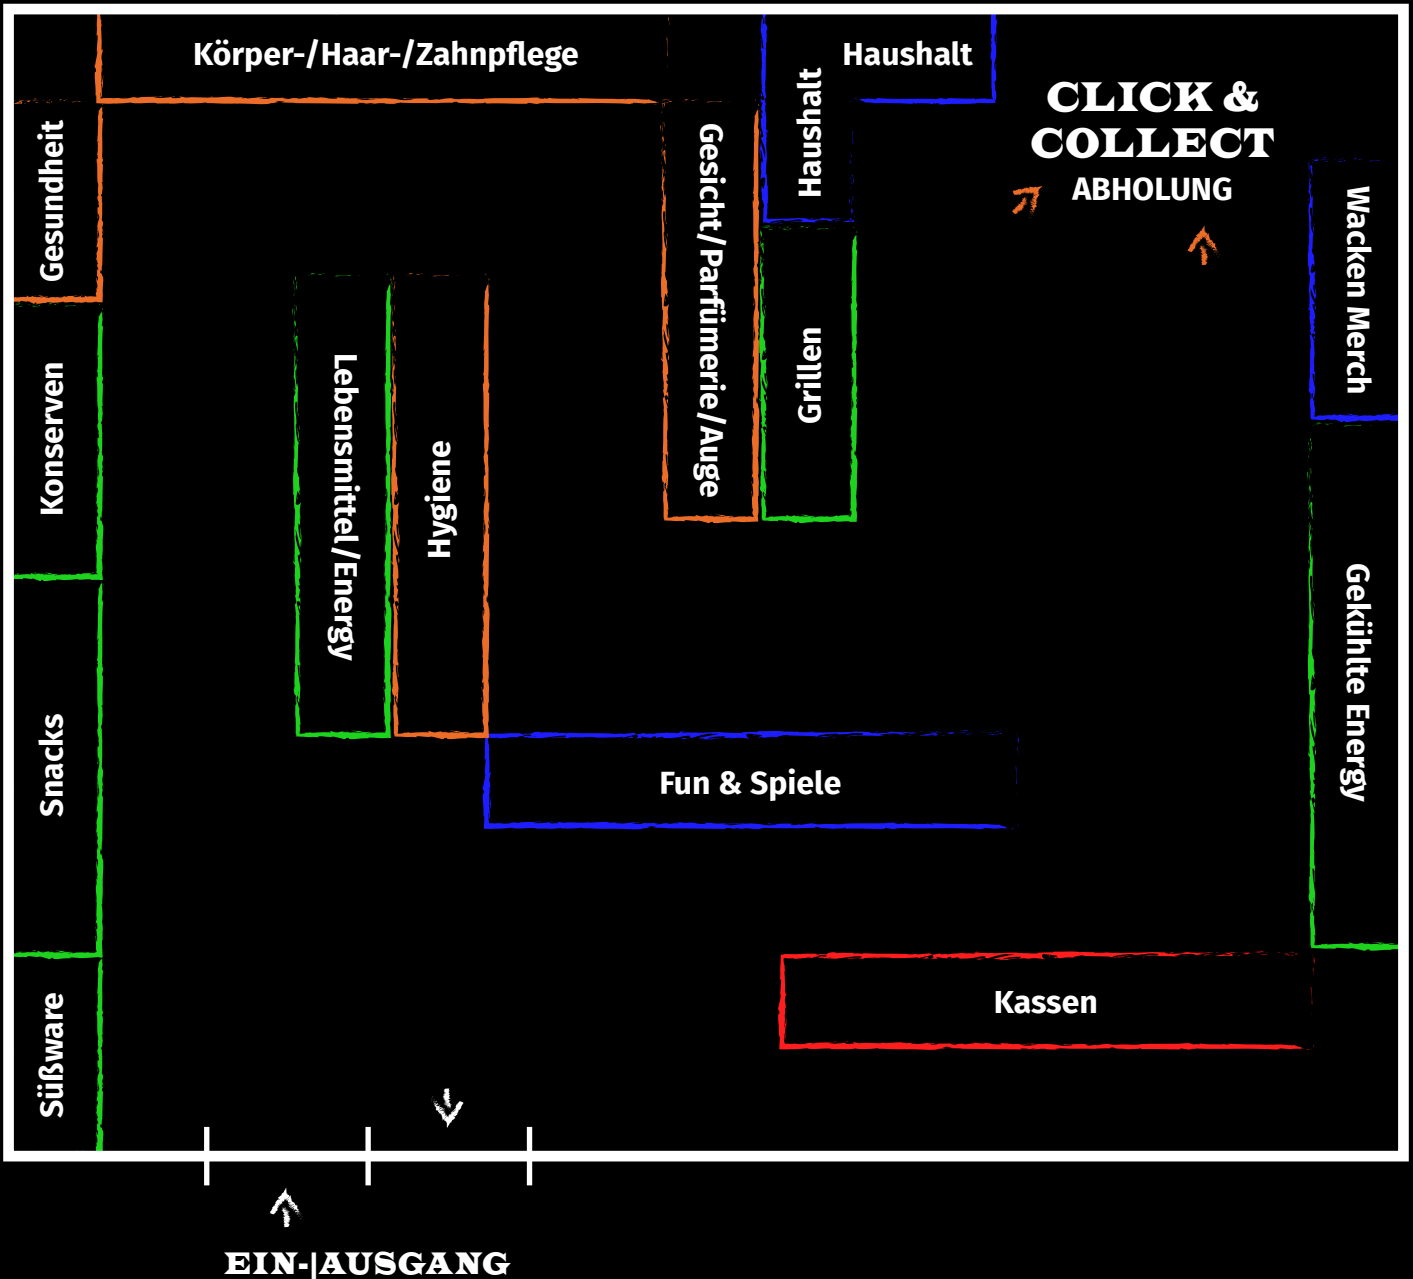 Körper-/Haar-/Zahnpflege
Haushalt
Haushalt
CLICK &
COLLECT
ABHOLUNG
Gesundheit
Gesicht/Parfümerie/Auge
Wacken Merch
Grillen
Konserven
Lebensmittel/Energy
Hygiene
Gekühlte Energy
Snacks
Fun & Spiele
Kassen
Süßware
EIN-|AUSGANG